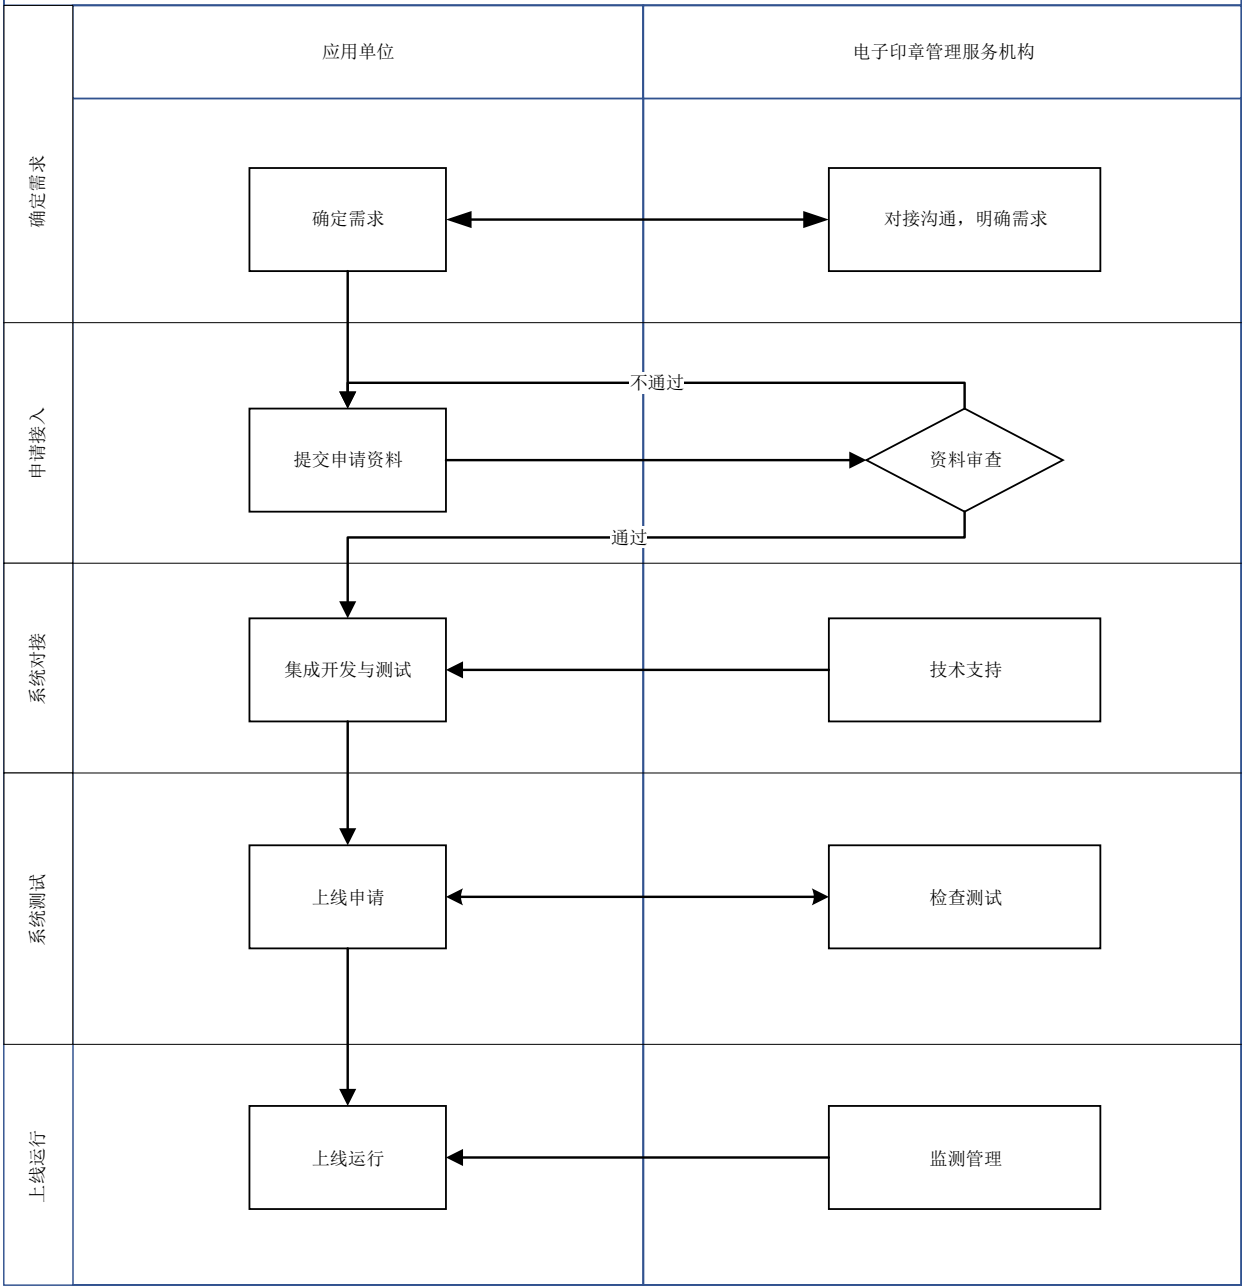 应用单位
电子印章管理服务机构
确定需求
确定需求
对接沟通，明确需求
申请接入
不通过
提交申请资料
资料审查
通过
系统对接
集成开发与测试
技术支持
系统测试
上线申请
检查测试
上线运行
上线运行
监测管理